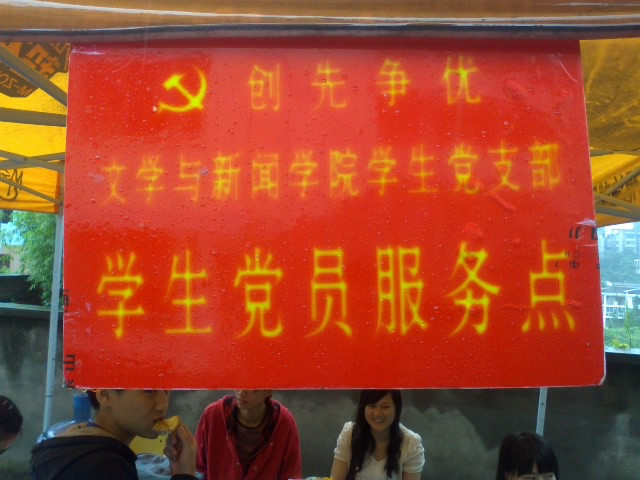 创先争优
文学与新闻学院学生党支部
学生党员服务点